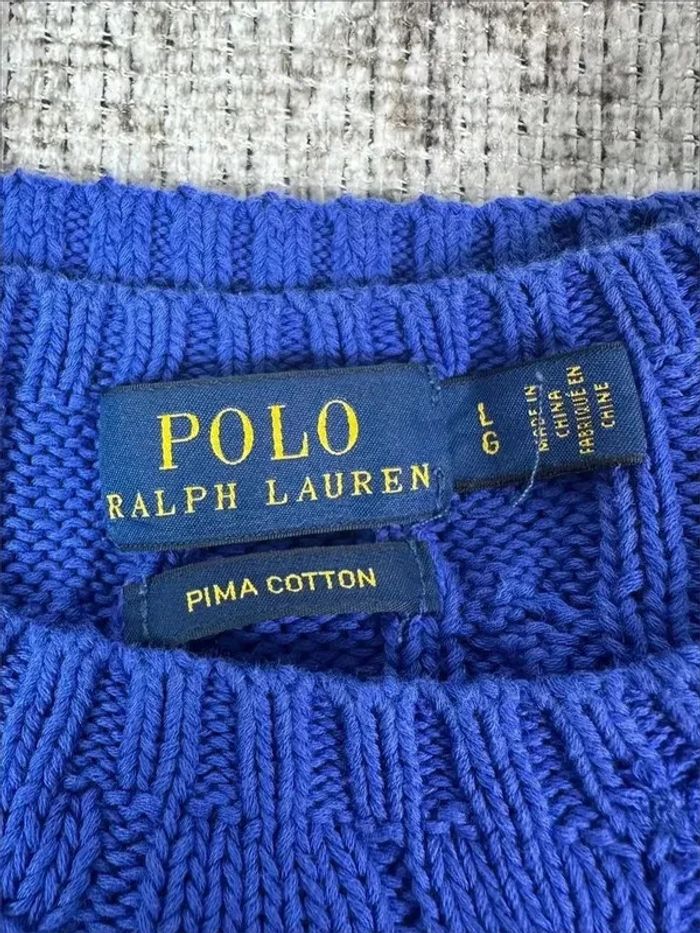 POLO
RALPH LAUREN
L
G
MADE IN
CHINA
FABRIQUÉ EN
CHINE
PIMA COTTON